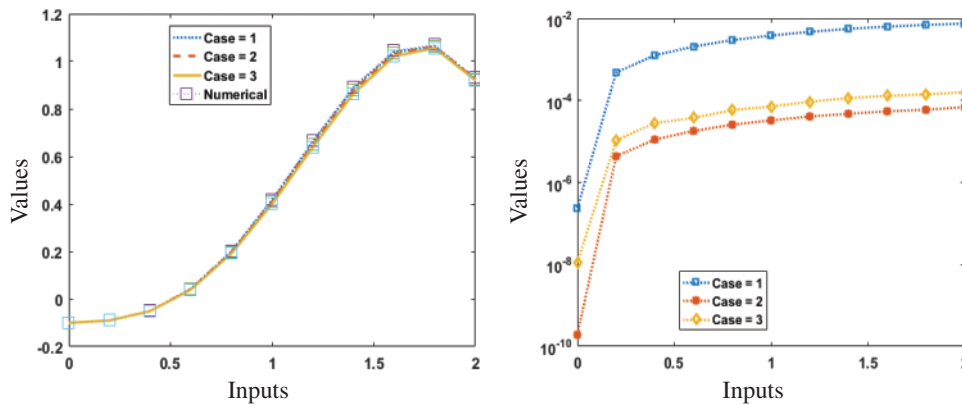 1.2
1
0.8
0.6
0.4
0.2
0
-0.2
Values
0
0.5
1
1.5
2
Inputs
Case = 1
Case = 2
Case = 3
Numerical
10-2
10-4
10-6
10-8
10-10
Values
0
0.5
1
1.5
2
Inputs
Case = 1
Case = 2
Case = 3